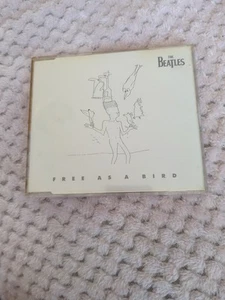 THE
BEATLES
FREE AS A BIRD